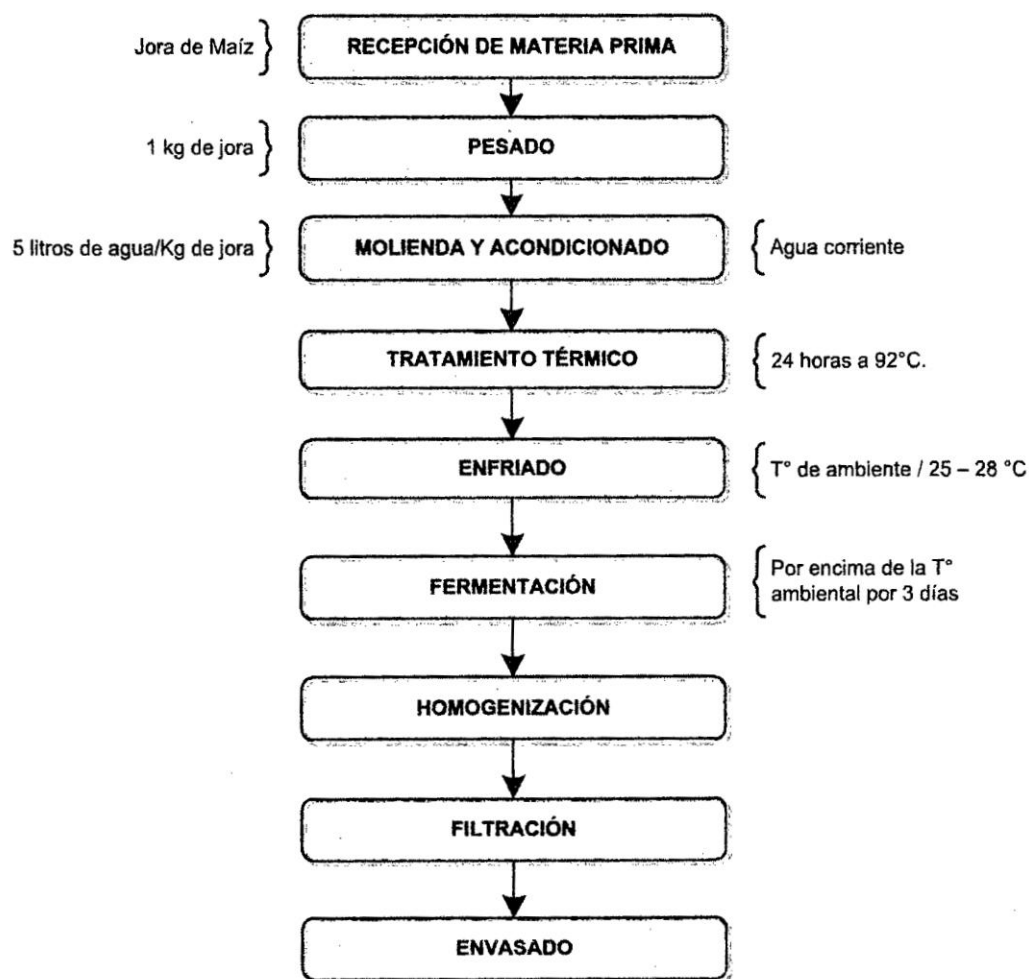 Jora de Maíz
RECEPCIÓN DE MATERIA PRIMA
1 kg de jora
PESADO
5 litros de agua/Kg de jora
MOLIENDA Y ACONDICIONADO
Agua corriente
TRATAMIENTO TÉRMICO
24 horas a 92°C.
ENFRIADO
T° de ambiente / 25 – 28 °C
FERMENTACIÓN
Por encima de la T°
ambiental por 3 días
HOMOGENIZACIÓN
FILTRACIÓN
ENVASADO